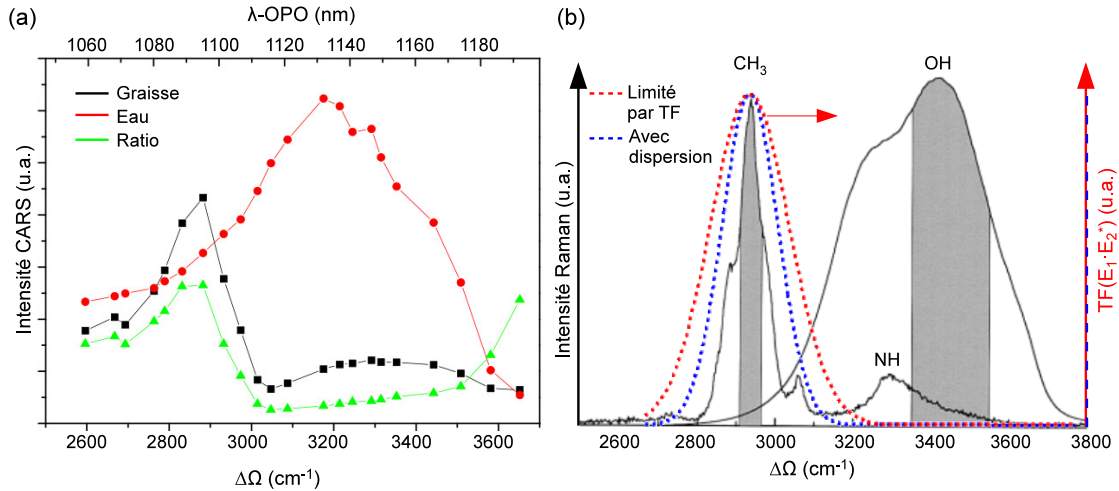 (a)
λ-OPO (nm)
1060 1080 1100 1120 1140 1160 1180
Graisse
Eau
Ratio
Intensité CARS (u.a.)
2600 2800 3000 3200 3400 3600
ΔΩ (cm⁻¹)
(b)
CH₃
OH
Limité
par TF
Avec
dispersion
NH
Intensité Raman (u.a.)
TF(E₁·E₂*) (u.a.)
2600 2800 3000 3200 3400 3600 3800
ΔΩ (cm⁻¹)